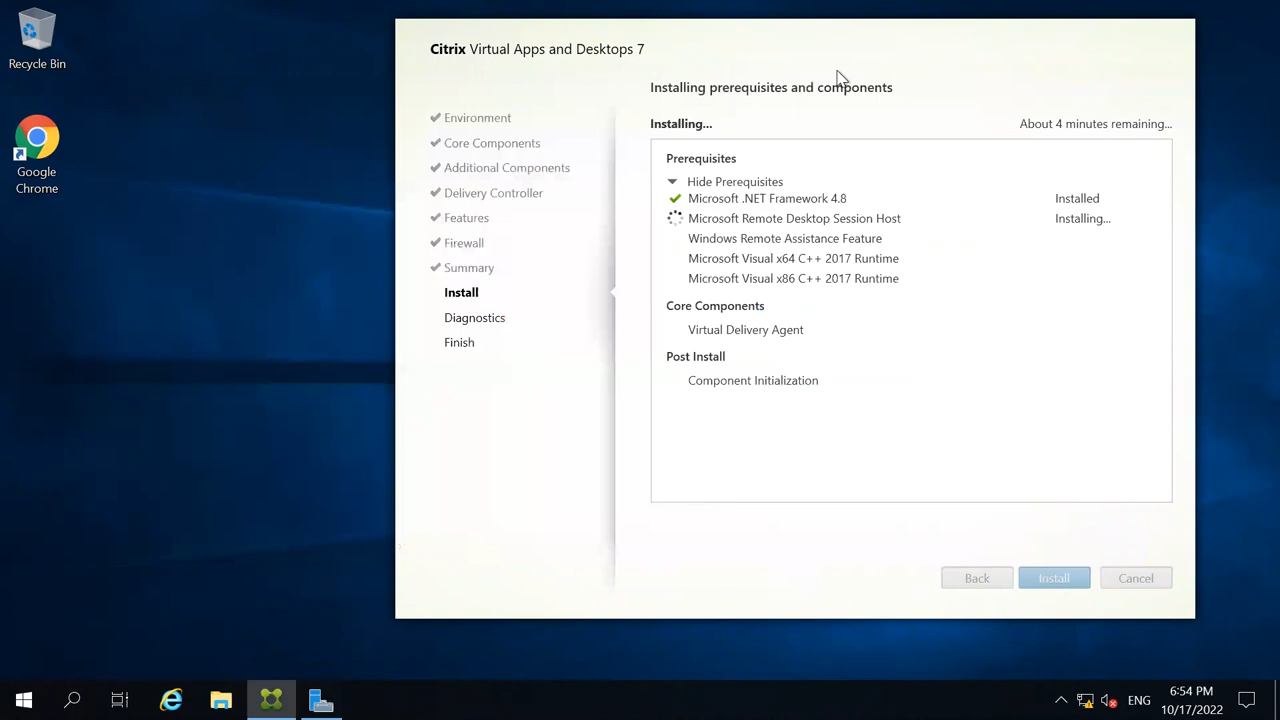 Recycle Bin
Google
Chrome
Citrix Virtual Apps and Desktops 7
Environment
Core Components
Additional Components
Delivery Controller
Features
Firewall
Summary
Install
Diagnostics
Finish
Installing prerequisites and components
Installing... About 4 minutes remaining...
Prerequisites
Hide Prerequisites
Microsoft .NET Framework 4.8 Installed
Microsoft Remote Desktop Session Host Installing...
Windows Remote Assistance Feature
Microsoft Visual x64 C++ 2017 Runtime
Microsoft Visual x86 C++ 2017 Runtime
Core Components
Virtual Delivery Agent
Post Install
Component Initialization
Back Install Cancel
ENG
6:54 PM
10/17/2022